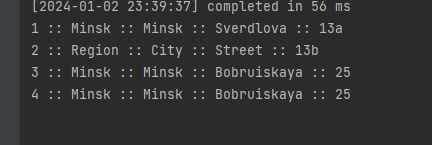 [2024-01-02 23:39:37] completed in 56 ms
1 :: Minsk :: Minsk :: Sverdlova :: 13a
2 :: Region :: City :: Street :: 13b
3 :: Minsk :: Minsk :: Bobruiskaya :: 25
4 :: Minsk :: Minsk :: Bobruiskaya :: 25